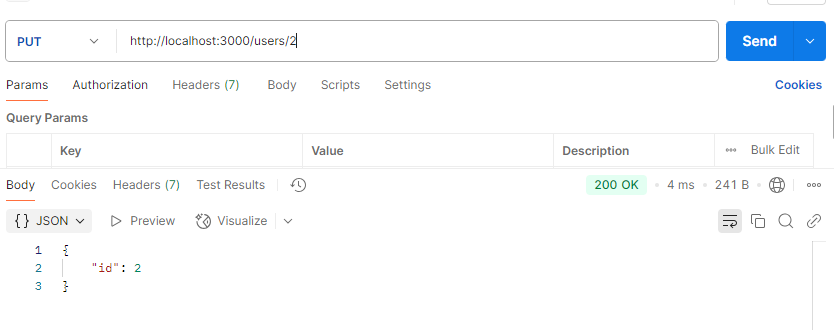 PUT http://localhost:3000/users/2 Send
Params Authorization Headers (7) Body Scripts Settings Cookies
Query Params
Key Value Description ••• Bulk Edit
Body Cookies Headers (7) Test Results 200 OK • 4 ms • 241 B •••
{} JSON Preview Visualize
1 {
2 "id": 2
3 }